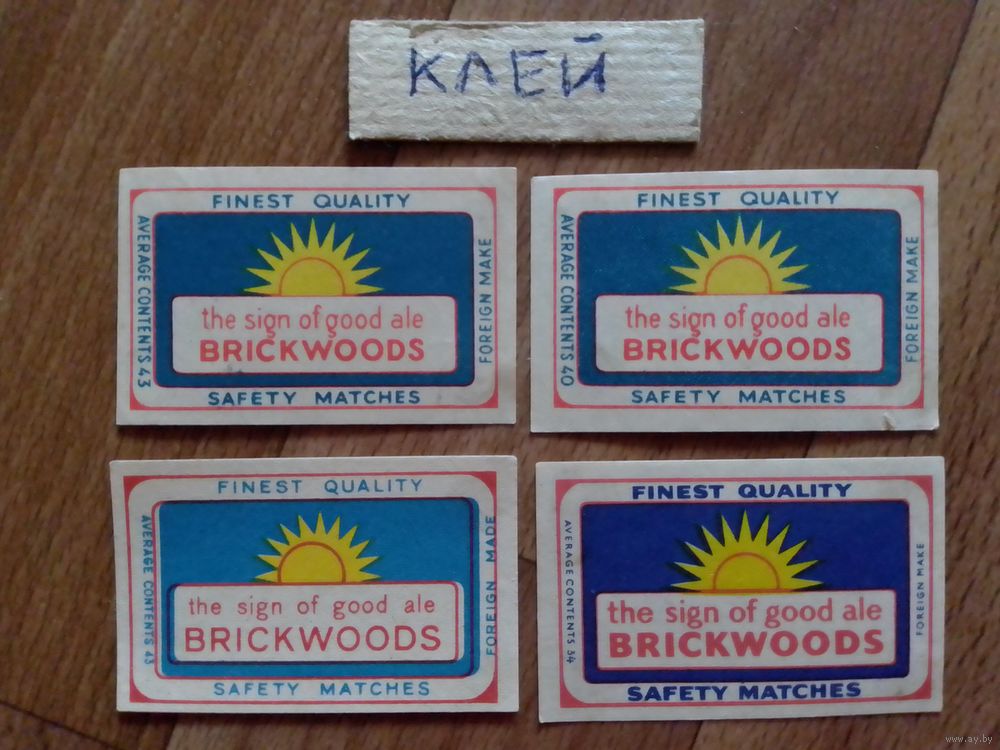 КЛЕЙ
FINEST QUALITY
AVERAGE CONTENTS 43
the sign of good ale
BRICKWOODS
FOREIGN MAKE
SAFETY MATCHES
FINEST QUALITY
AVERAGE CONTENTS 40
the sign of good ale
BRICKWOODS
FOREIGN MAKE
SAFETY MATCHES
FINEST QUALITY
AVERAGE CONTENTS 43
the sign of good ale
BRICKWOODS
FOREIGN MADE
SAFETY MATCHES
FINEST QUALITY
AVERAGE CONTENTS 34
the sign of good ale
BRICKWOODS
FOREIGN MAKE
SAFETY MATCHES
www.ay.by